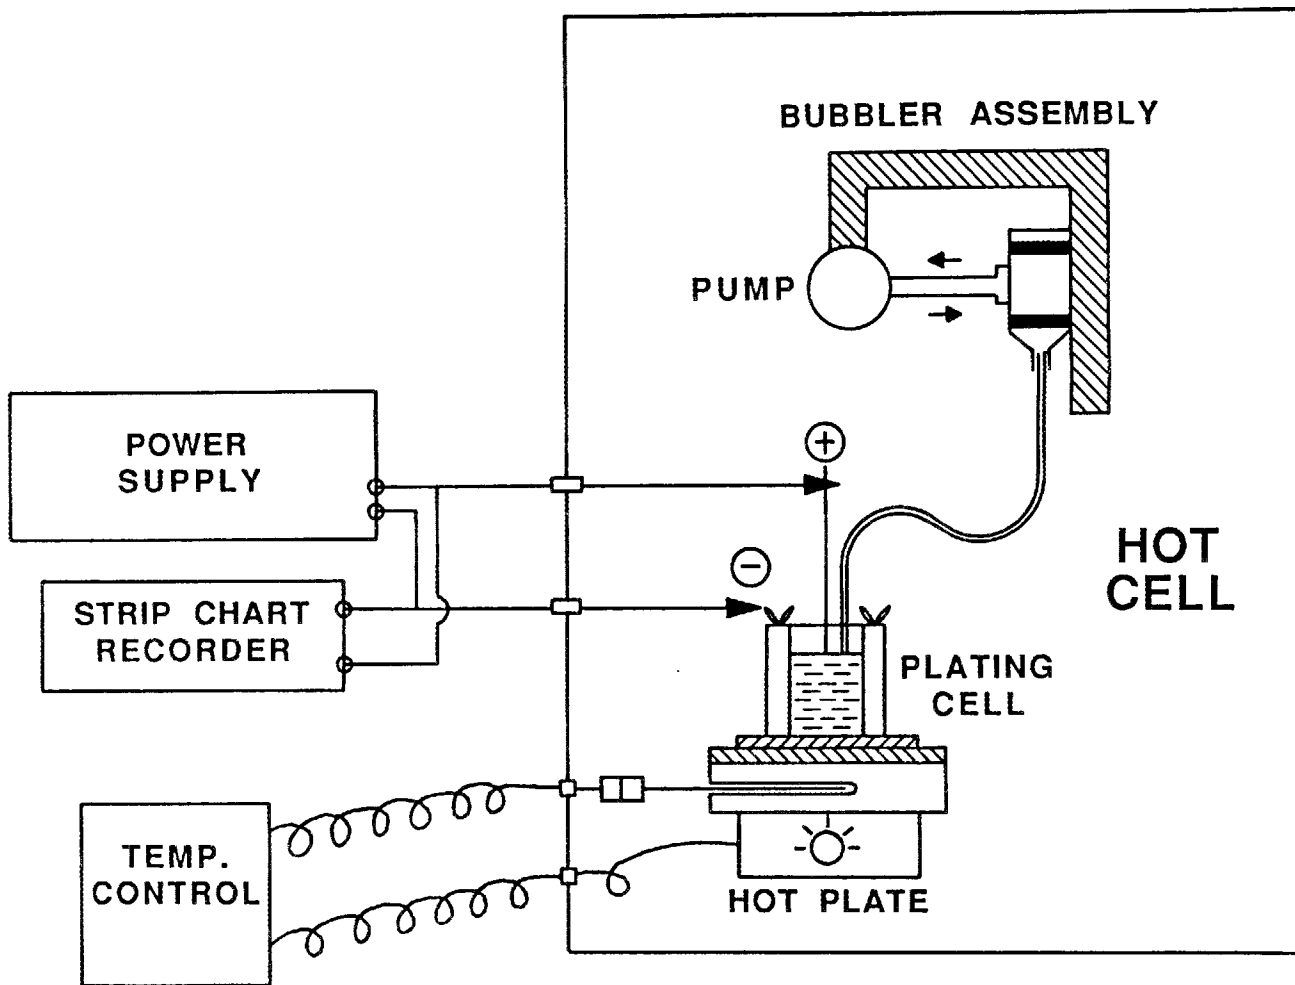 BUBBLER ASSEMBLY
PUMP
POWER
SUPPLY
+
HOT
CELL
−
STRIP CHART
RECORDER
PLATING
CELL
TEMP.
CONTROL
HOT PLATE